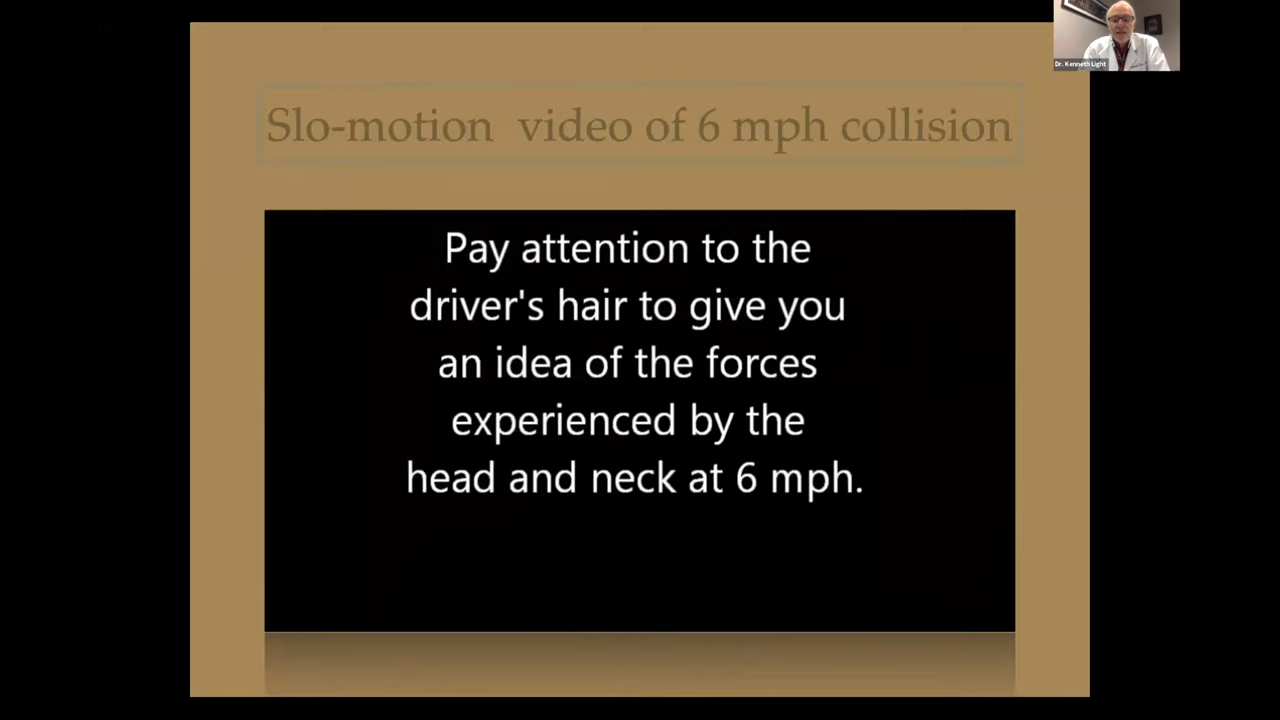 Dr. Kenneth Light
Slo-motion video of 6 mph collision
Pay attention to the
driver's hair to give you
an idea of the forces
experienced by the
head and neck at 6 mph.